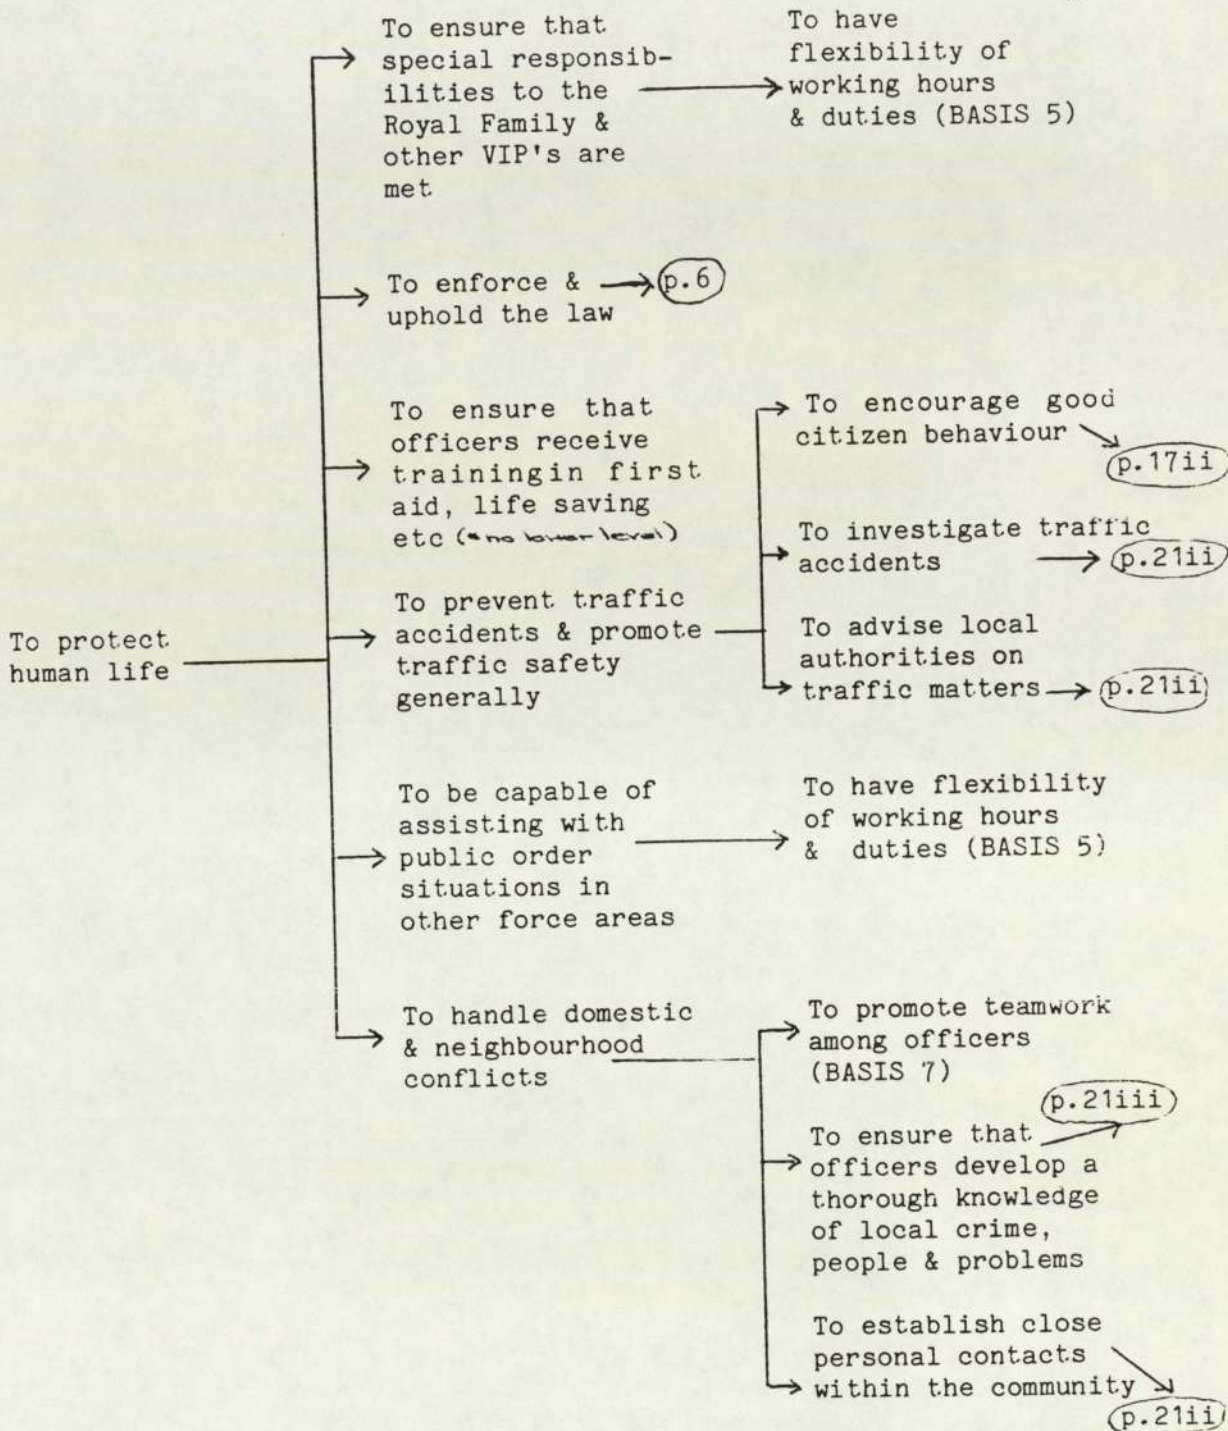 To ensure that
special responsib-
ilities to the
Royal Family &
other VIP's are
met
To have
flexibility of
working hours
& duties (BASIS 5)
To enforce &
uphold the law
p.6
To ensure that
officers receive
trainingin first
aid, life saving
etc (*no lower level)
To protect
human life
To prevent traffic
accidents & promote
traffic safety
generally
To encourage good
citizen behaviour
p.17ii
To investigate traffic
accidents
p.21ii
To advise local
authorities on
traffic matters
p.21ii
To be capable of
assisting with
public order
situations in
other force areas
To have flexibility
of working hours
& duties (BASIS 5)
To handle domestic
& neighbourhood
conflicts
To promote teamwork
among officers
(BASIS 7)
p.21iii
To ensure that
officers develop a
thorough knowledge
of local crime,
people & problems
To establish close
personal contacts
within the community
p.21ii